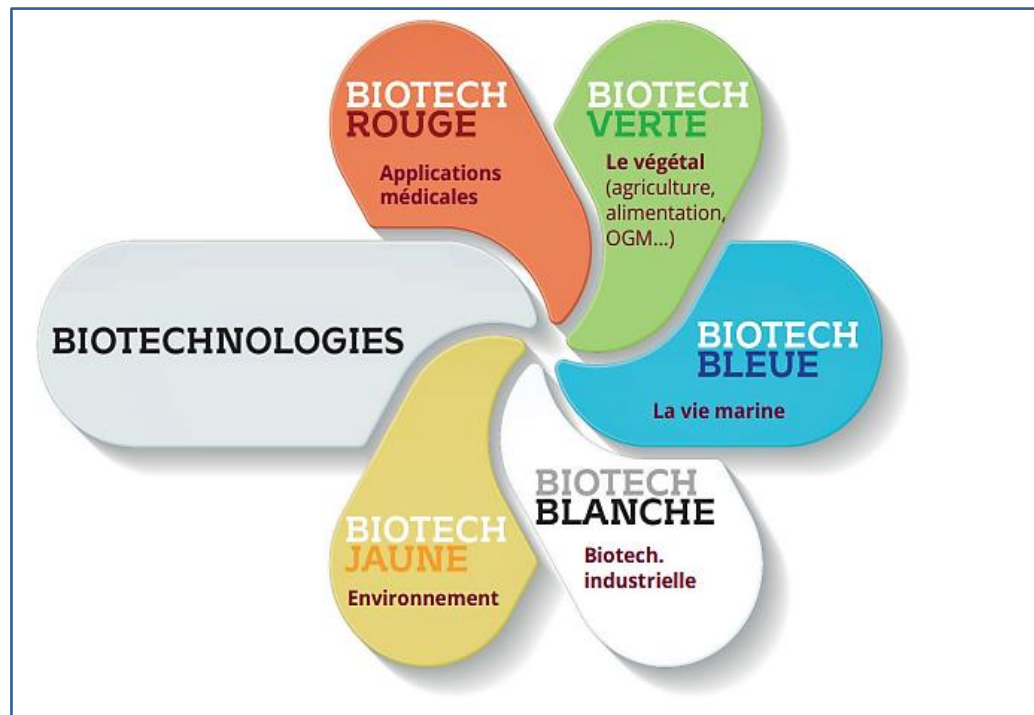 BIOTECH
ROUGE
Applications
médicales
BIOTECH
VERTE
Le végétal
(agriculture,
alimentation,
OGM...)
BIOTECHNOLOGIES
BIOTECH
BLEUE
La vie marine
BIOTECH
BLANCHE
Biotech.
industrielle
BIOTECH
JAUNE
Environnement